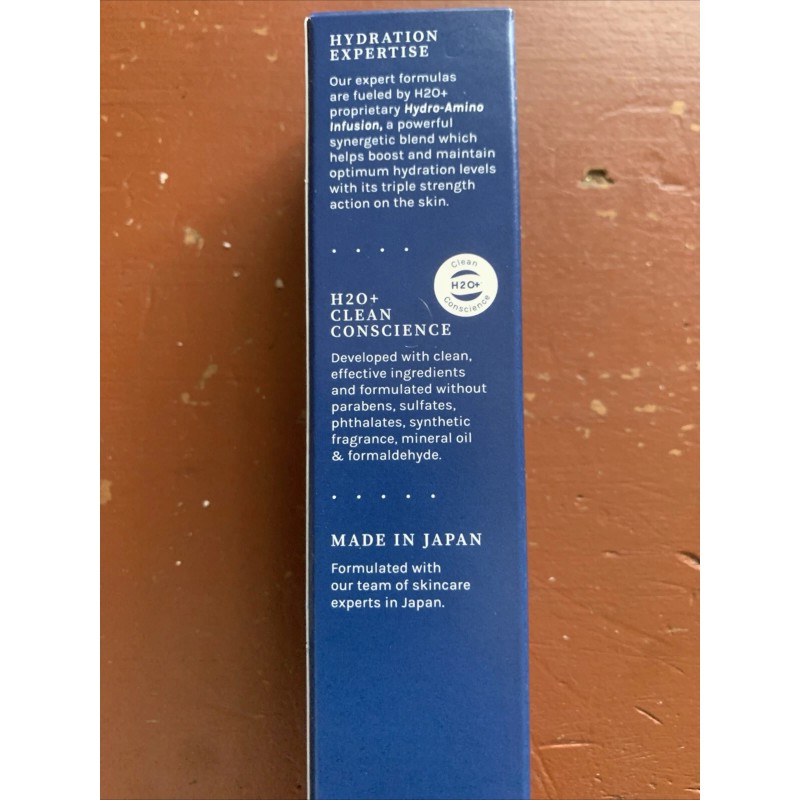 HYDRATION
EXPERTISE
Our expert formulas
are fueled by H2O+
proprietary Hydro-Amino
Infusion, a powerful
synergetic blend which
helps boost and maintain
optimum hydration levels
with its triple strength
action on the skin.
Clean
H2O+
Conscience
H2O+
CLEAN
CONSCIENCE
Developed with clean,
effective ingredients
and formulated without
parabens, sulfates,
phthalates, synthetic
fragrance, mineral oil
& formaldehyde.
MADE IN JAPAN
Formulated with
our team of skincare
experts in Japan.